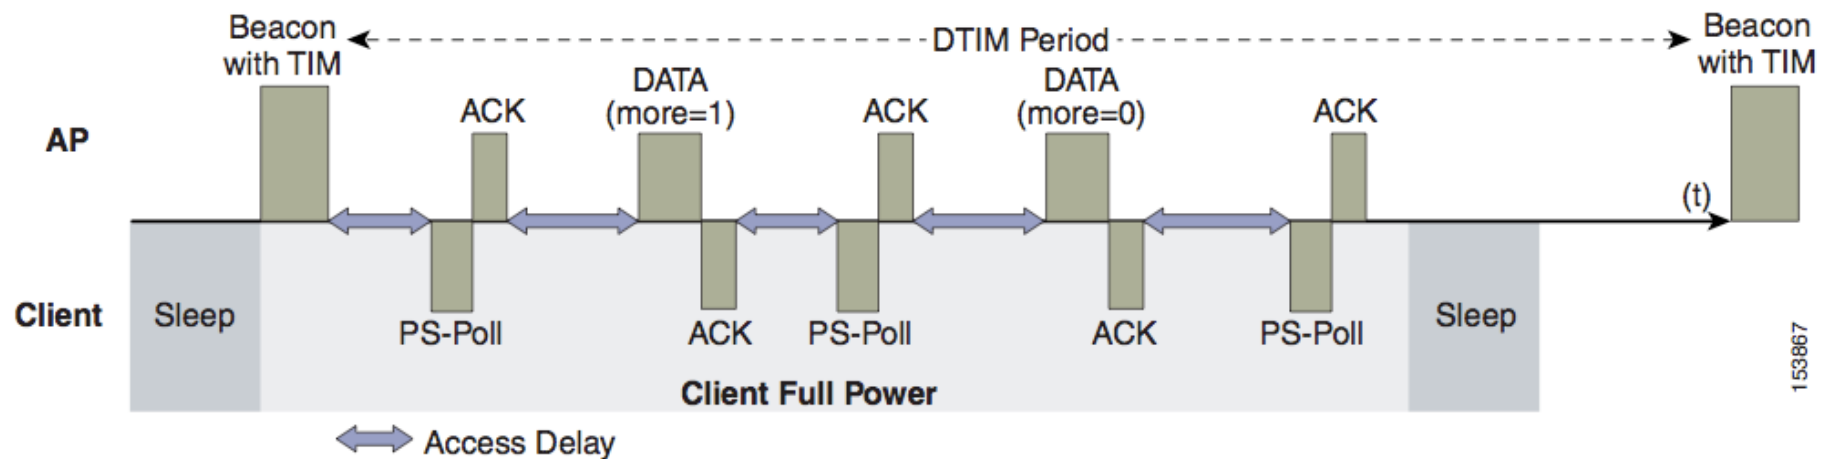 Beacon
with TIM
DTIM Period
Beacon
with TIM
DATA
(more=1)
DATA
(more=0)
ACK
ACK
ACK
AP
(t)
Client
Sleep
PS-Poll
ACK
PS-Poll
ACK
PS-Poll
Sleep
Client Full Power
Access Delay
153867